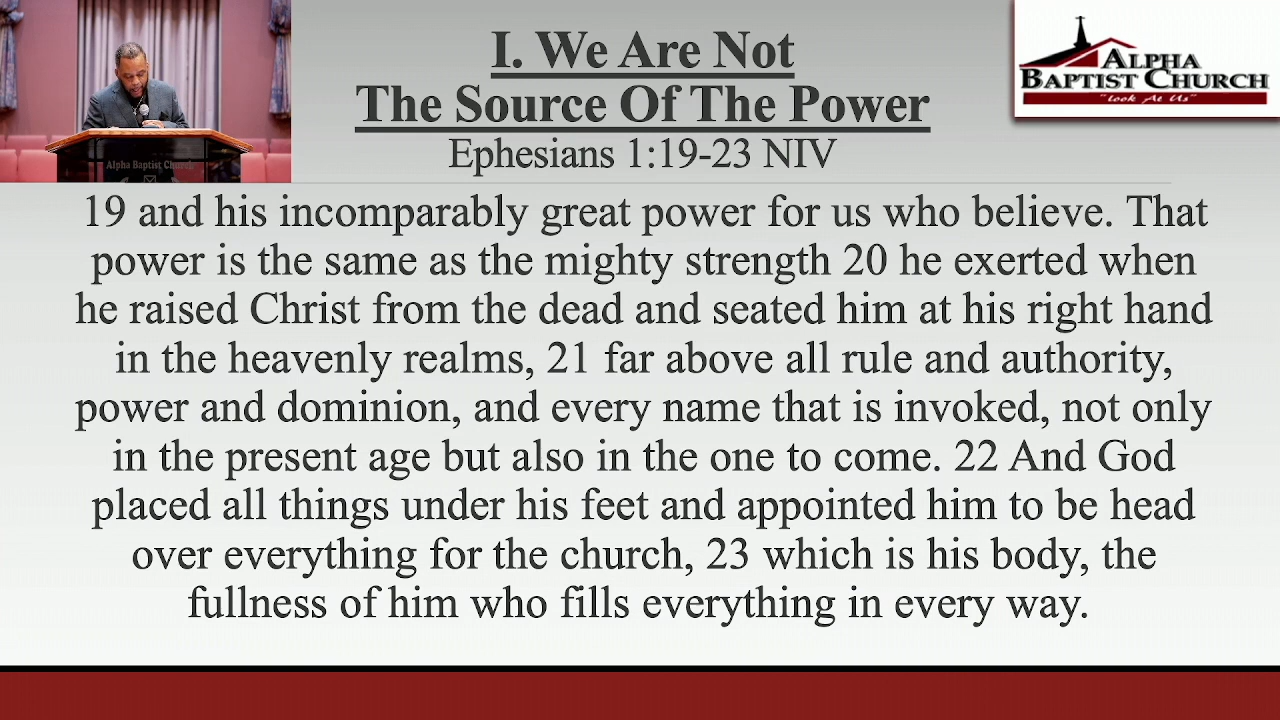 I. We Are Not
The Source Of The Power
Ephesians 1:19-23 NIV
ALPHA
BAPTIST CHURCH
"Look At Us"
Alpha Baptist Church
19 and his incomparably great power for us who believe. That
power is the same as the mighty strength 20 he exerted when
he raised Christ from the dead and seated him at his right hand
in the heavenly realms, 21 far above all rule and authority,
power and dominion, and every name that is invoked, not only
in the present age but also in the one to come. 22 And God
placed all things under his feet and appointed him to be head
over everything for the church, 23 which is his body, the
fullness of him who fills everything in every way.